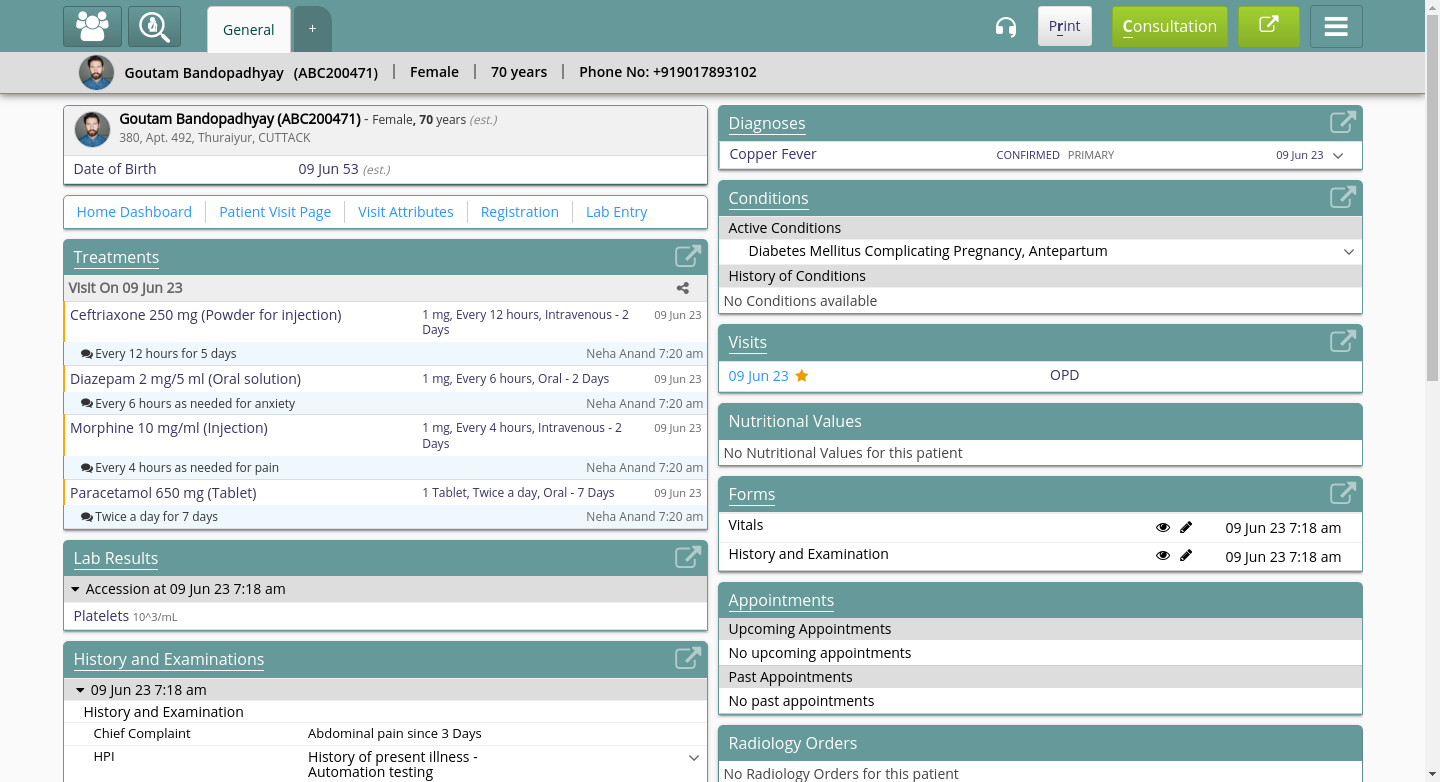 General
+
Print
Consultation
Goutam Bandopadhyay (ABC200471) | Female | 70 years | Phone No: +919017893102
Goutam Bandopadhyay (ABC200471) - Female, 70 years (est.)
380, Apt. 492, Thuraiyur, CUTTACK
Date of Birth 09 Jun 53 (est.)
Home Dashboard Patient Visit Page Visit Attributes Registration Lab Entry
Treatments
Visit On 09 Jun 23
Ceftriaxone 250 mg (Powder for injection) 1 mg, Every 12 hours, Intravenous - 2 09 Jun 23
Days
Every 12 hours for 5 days Neha Anand 7:20 am
Diazepam 2 mg/5 ml (Oral solution) 1 mg, Every 6 hours, Oral - 2 Days 09 Jun 23
Every 6 hours as needed for anxiety Neha Anand 7:20 am
Morphine 10 mg/ml (Injection) 1 mg, Every 4 hours, Intravenous - 2 09 Jun 23
Days
Every 4 hours as needed for pain Neha Anand 7:20 am
Paracetamol 650 mg (Tablet) 1 Tablet, Twice a day, Oral - 7 Days 09 Jun 23
Twice a day for 7 days Neha Anand 7:20 am
Lab Results
Accession at 09 Jun 23 7:18 am
Platelets 10^3/mL
History and Examinations
09 Jun 23 7:18 am
History and Examination
Chief Complaint Abdominal pain since 3 Days
HPI History of present illness -
Automation testing
Diagnoses
Copper Fever CONFIRMED PRIMARY 09 Jun 23
Conditions
Active Conditions
Diabetes Mellitus Complicating Pregnancy, Antepartum
History of Conditions
No Conditions available
Visits
09 Jun 23 OPD
Nutritional Values
No Nutritional Values for this patient
Forms
Vitals 09 Jun 23 7:18 am
History and Examination 09 Jun 23 7:18 am
Appointments
Upcoming Appointments
No upcoming appointments
Past Appointments
No past appointments
Radiology Orders
No Radiology Orders for this patient